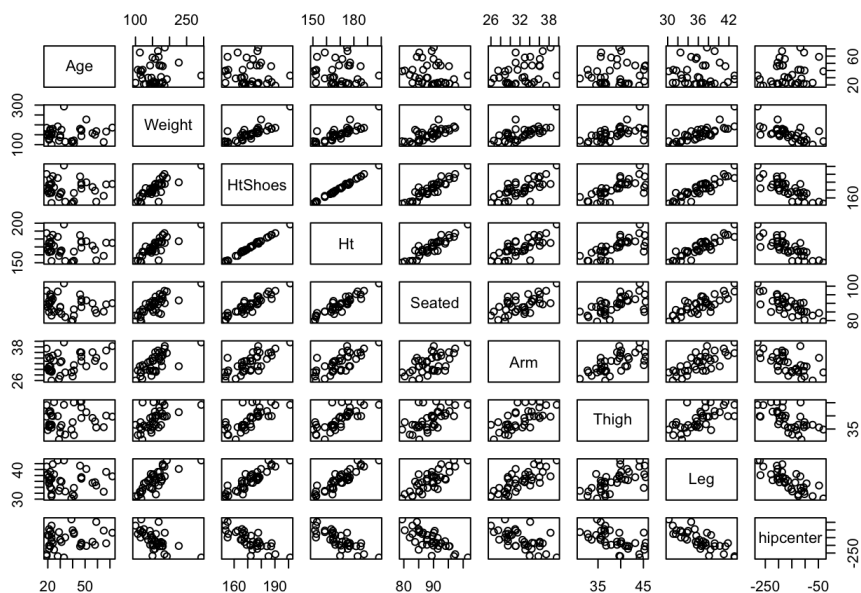 100 250 150 180 26 32 38 30 36 42
Age 20 60
100 300 Weight
HtShoes 160
150 200 Ht
Seated 80 100
26 38 Arm
Thigh 35
30 40 Leg
hipcenter -250
20 50 160 190 80 90 35 45 -250 -50